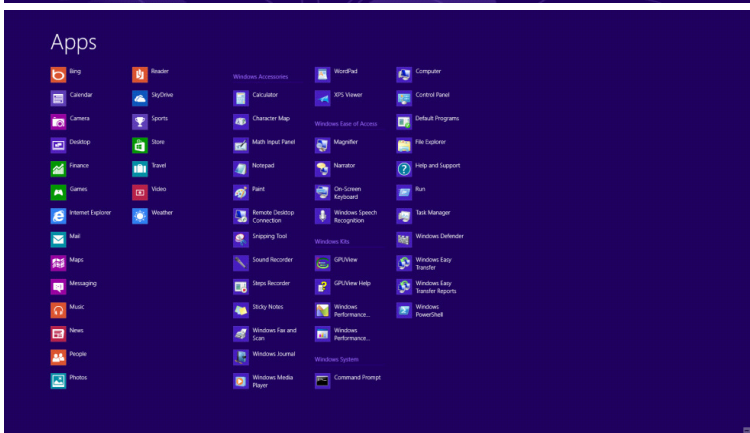 Apps
Bing
Calendar
Camera
Desktop
Finance
Games
Internet Explorer
Mail
Maps
Messaging
Music
News
People
Photos
Reader
SkyDrive
Sports
Store
Travel
Video
Weather
Windows Accessories
Calculator
Character Map
Math Input Panel
Notepad
Paint
Remote Desktop
Connection
Snipping Tool
Sound Recorder
Steps Recorder
Sticky Notes
Windows Fax and
Scan
Windows Journal
Windows Media
Player
WordPad
XPS Viewer
Windows Ease of Access
Magnifier
Narrator
On-Screen
Keyboard
Windows Speech
Recognition
Windows Kits
GPUView
GPUView Help
Windows
Performance...
Windows
Performance...
Windows System
Command Prompt
Computer
Control Panel
Default Programs
File Explorer
Help and Support
Run
Task Manager
Windows Defender
Windows Easy
Transfer
Windows Easy
Transfer Reports
Windows
PowerShell